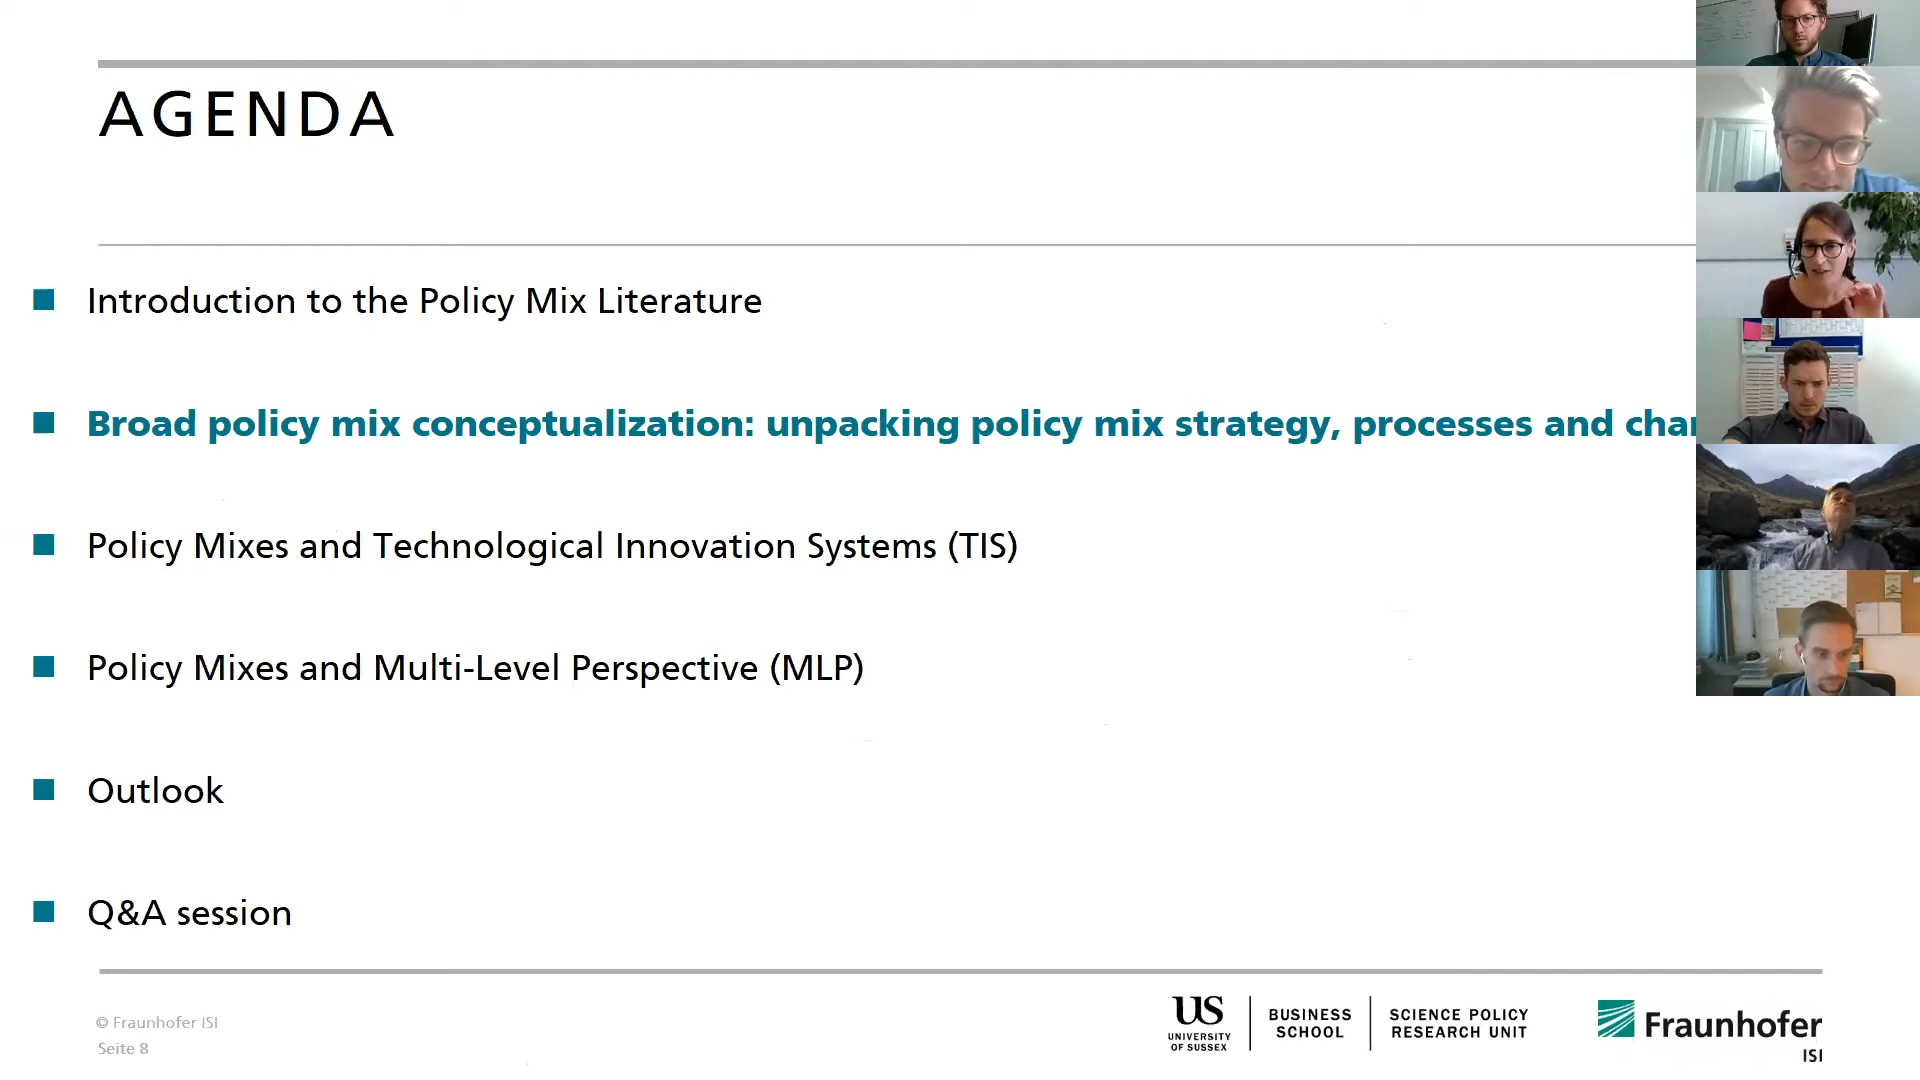 AGENDA
Introduction to the Policy Mix Literature
Broad policy mix conceptualization: unpacking policy mix strategy, processes and
Policy Mixes and Technological Innovation Systems (TIS)
Policy Mixes and Multi-Level Perspective (MLP)
Outlook
Q&A session
© Fraunhofer ISI
Seite 8
US
UNIVERSITY
OF SUSSEX
BUSINESS
SCHOOL
SCIENCE POLICY
RESEARCH UNIT
Fraunhofer
ISI